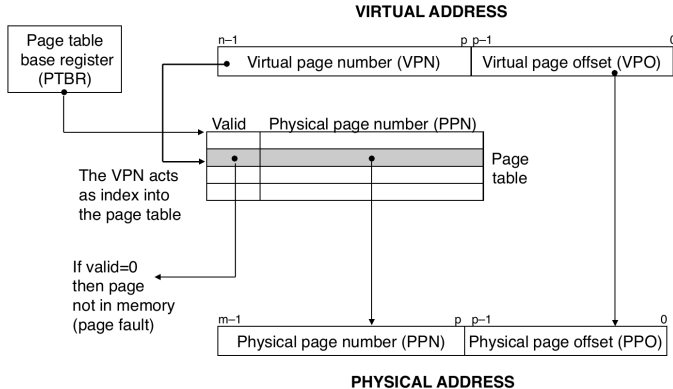 VIRTUAL ADDRESS
Page table
base register
(PTBR)
n–1 p p–1 0
Virtual page number (VPN) Virtual page offset (VPO)
Valid Physical page number (PPN)
Page
table
The VPN acts
as index into
the page table
If valid=0
then page
not in memory
(page fault)
m–1 p p–1 0
Physical page number (PPN) Physical page offset (PPO)
PHYSICAL ADDRESS